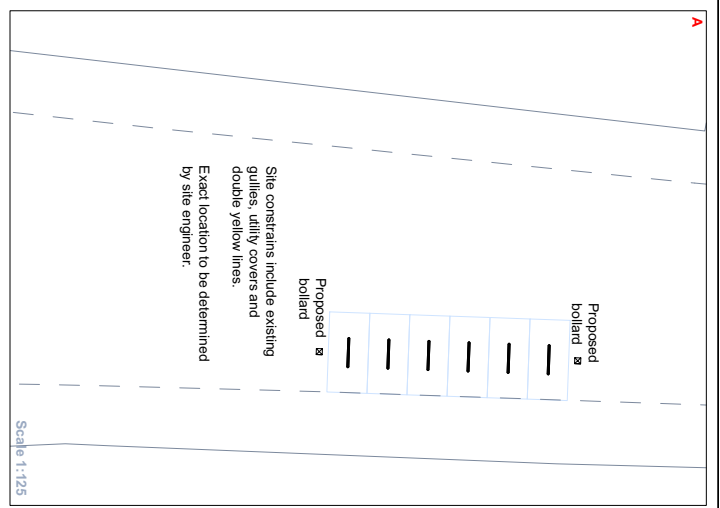 A
Proposed
bollard
Proposed
bollard
Site constrains include existing
gullies, utility covers and
double yellow lines.
Exact location to be determined
by site engineer.
Scale 1:125